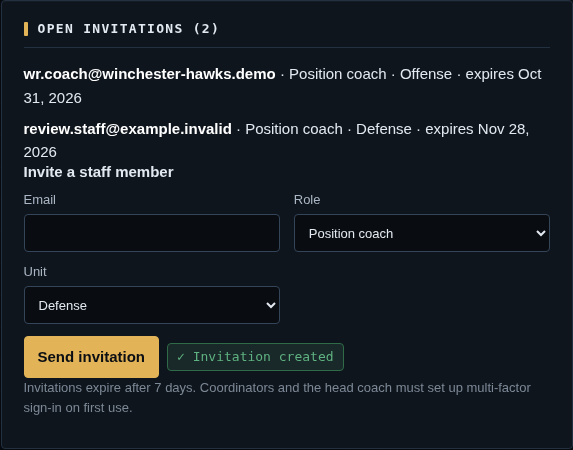 OPEN INVITATIONS (2)
wr.coach@winchester-hawks.demo · Position coach · Offense · expires Oct
31, 2026
review.staff@example.invalid · Position coach · Defense · expires Nov 28,
2026
Invite a staff member
Email Role
Position coach
Unit
Defense
Send invitation ✓ Invitation created
Invitations expire after 7 days. Coordinators and the head coach must set up multi-factor
sign-in on first use.